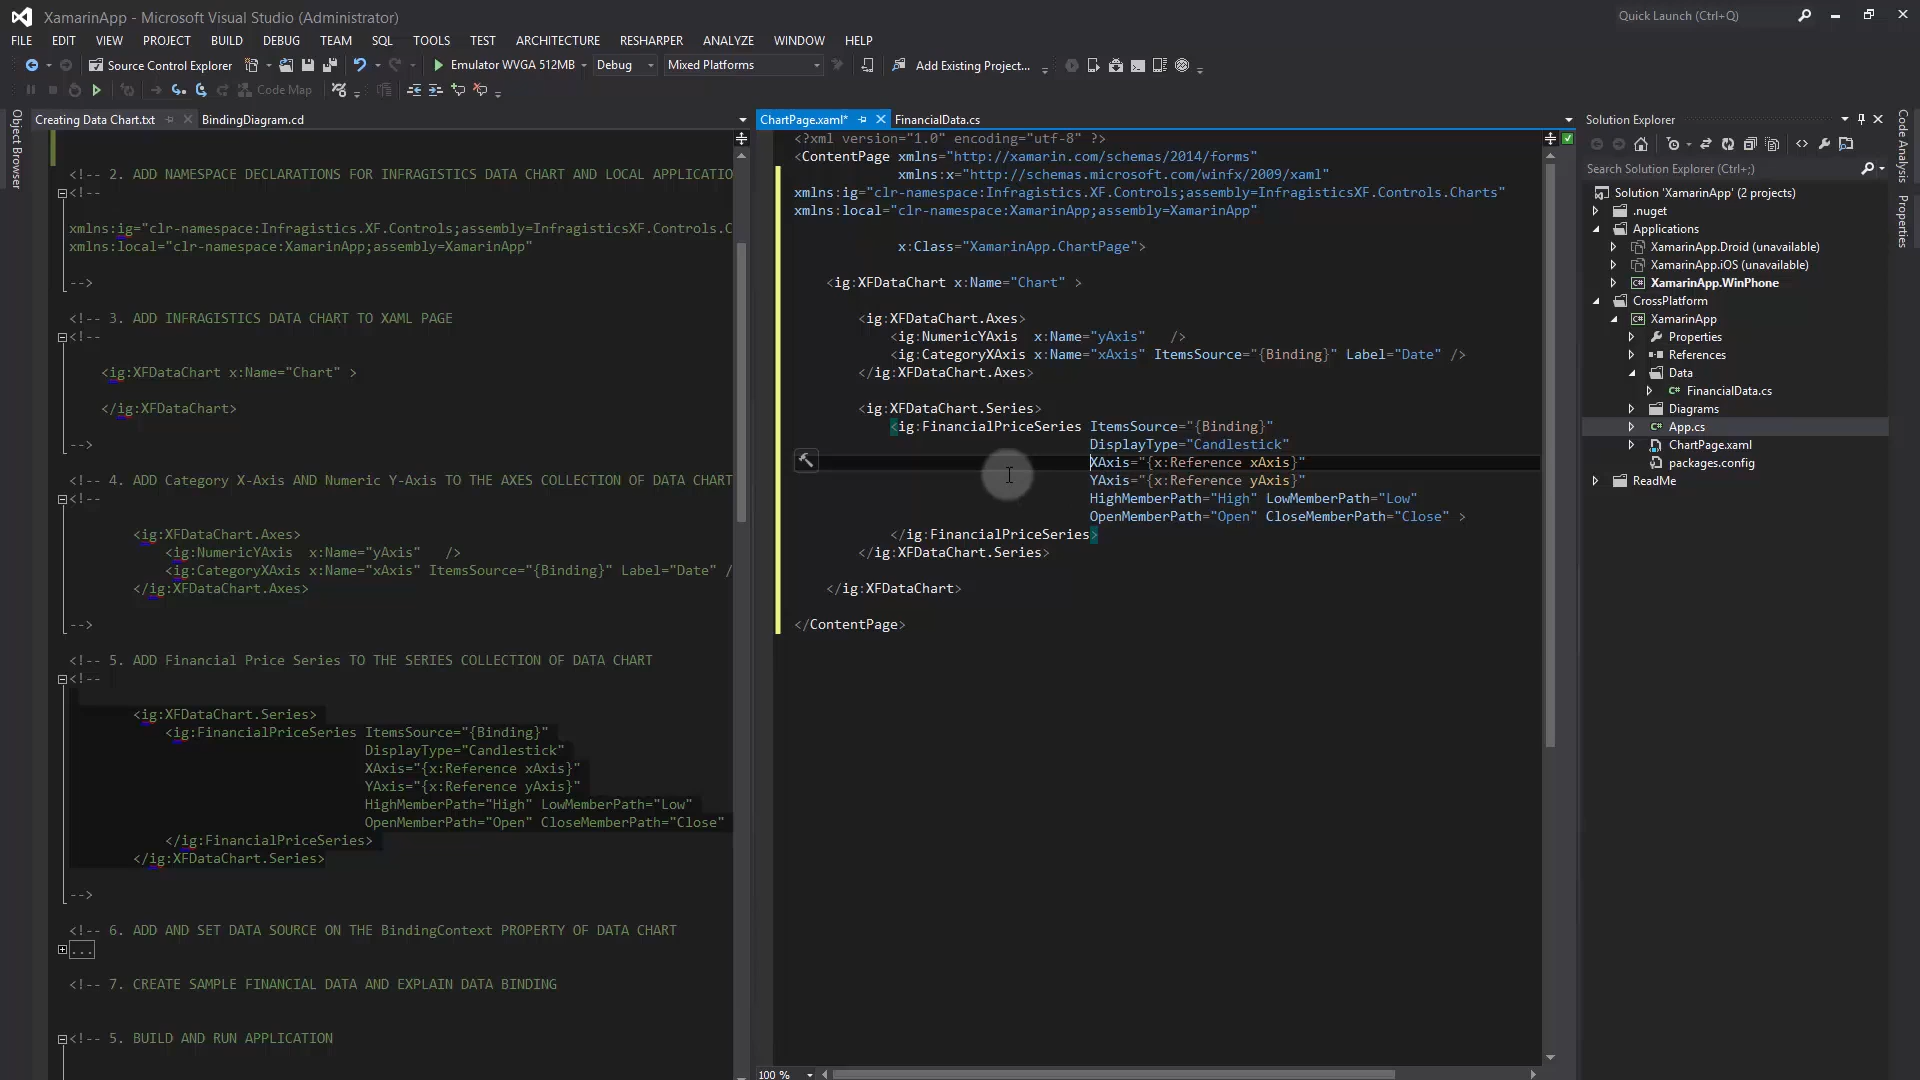 XamarinApp - Microsoft Visual Studio (Administrator)
Quick Launch (Ctrl+Q)
FILE EDIT VIEW PROJECT BUILD DEBUG TEAM SQL TOOLS TEST ARCHITECTURE RESHARPER ANALYZE WINDOW HELP
Source Control Explorer Emulator WVGA 512MB Debug Mixed Platforms Add Existing Project...
Code Map
Object Browser
Creating Data Chart.txt BindingDiagram.cd
<!-- 2. ADD NAMESPACE DECLARATIONS FOR INFRAGISTICS DATA CHART AND LOCAL APPLICATIO
<!--
xmlns:ig="clr-namespace:Infragistics.XF.Controls;assembly=InfragisticsXF.Controls.C
xmlns:local="clr-namespace:XamarinApp;assembly=XamarinApp"
-->
<!-- 3. ADD INFRAGISTICS DATA CHART TO XAML PAGE
<!--
<ig:XFDataChart x:Name="Chart" >
</ig:XFDataChart>
-->
<!-- 4. ADD Category X-Axis AND Numeric Y-Axis TO THE AXES COLLECTION OF DATA CHART
<!--
<ig:XFDataChart.Axes>
<ig:NumericYAxis  x:Name="yAxis"   />
<ig:CategoryXAxis x:Name="xAxis" ItemsSource="{Binding}" Label="Date" /
</ig:XFDataChart.Axes>
-->
<!-- 5. ADD Financial Price Series TO THE SERIES COLLECTION OF DATA CHART
<!--
<ig:XFDataChart.Series>
<ig:FinancialPriceSeries ItemsSource="{Binding}"
DisplayType="Candlestick"
XAxis="{x:Reference xAxis}"
YAxis="{x:Reference yAxis}"
HighMemberPath="High" LowMemberPath="Low"
OpenMemberPath="Open" CloseMemberPath="Close"
</ig:FinancialPriceSeries>
</ig:XFDataChart.Series>
-->
<!-- 6. ADD AND SET DATA SOURCE ON THE BindingContext PROPERTY OF DATA CHART
...
<!-- 7. CREATE SAMPLE FINANCIAL DATA AND EXPLAIN DATA BINDING
<!-- 5. BUILD AND RUN APPLICATION
ChartPage.xaml* FinancialData.cs
<?xml version="1.0" encoding="utf-8" ?>
<ContentPage xmlns="http://xamarin.com/schemas/2014/forms"
xmlns:x="http://schemas.microsoft.com/winfx/2009/xaml"
xmlns:ig="clr-namespace:Infragistics.XF.Controls;assembly=InfragisticsXF.Controls.Charts"
xmlns:local="clr-namespace:XamarinApp;assembly=XamarinApp"
x:Class="XamarinApp.ChartPage">
<ig:XFDataChart x:Name="Chart" >
<ig:XFDataChart.Axes>
<ig:NumericYAxis  x:Name="yAxis"   />
<ig:CategoryXAxis x:Name="xAxis" ItemsSource="{Binding}" Label="Date" />
</ig:XFDataChart.Axes>
<ig:XFDataChart.Series>
<ig:FinancialPriceSeries ItemsSource="{Binding}"
DisplayType="Candlestick"
XAxis="{x:Reference xAxis}"
YAxis="{x:Reference yAxis}"
HighMemberPath="High" LowMemberPath="Low"
OpenMemberPath="Open" CloseMemberPath="Close" >
</ig:FinancialPriceSeries>
</ig:XFDataChart.Series>
</ig:XFDataChart>
</ContentPage>
100 %
Solution Explorer
Search Solution Explorer (Ctrl+;)
Solution 'XamarinApp' (2 projects)
.nuget
Applications
XamarinApp.Droid (unavailable)
XamarinApp.iOS (unavailable)
XamarinApp.WinPhone
CrossPlatform
XamarinApp
Properties
References
Data
FinancialData.cs
Diagrams
App.cs
ChartPage.xaml
packages.config
ReadMe
Code Analysis
Properties